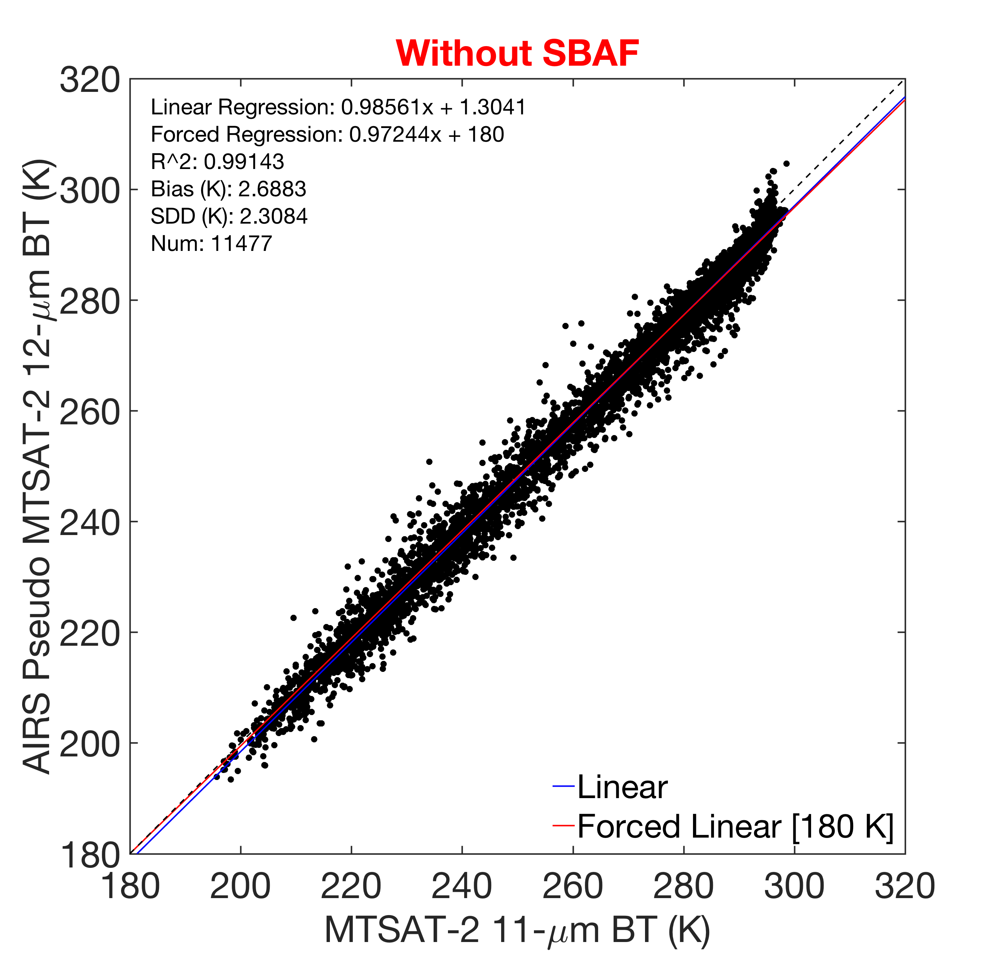 Without SBAF
Linear Regression: 0.98561x + 1.3041
Forced Regression: 0.97244x + 180
R^2: 0.99143
Bias (K): 2.6883
SDD (K): 2.3084
Num: 11477
AIRS Pseudo MTSAT-2 12-μm BT (K)
320
300
280
260
240
220
200
180
Linear
Forced Linear [180 K]
180 200 220 240 260 280 300 320
MTSAT-2 11-μm BT (K)